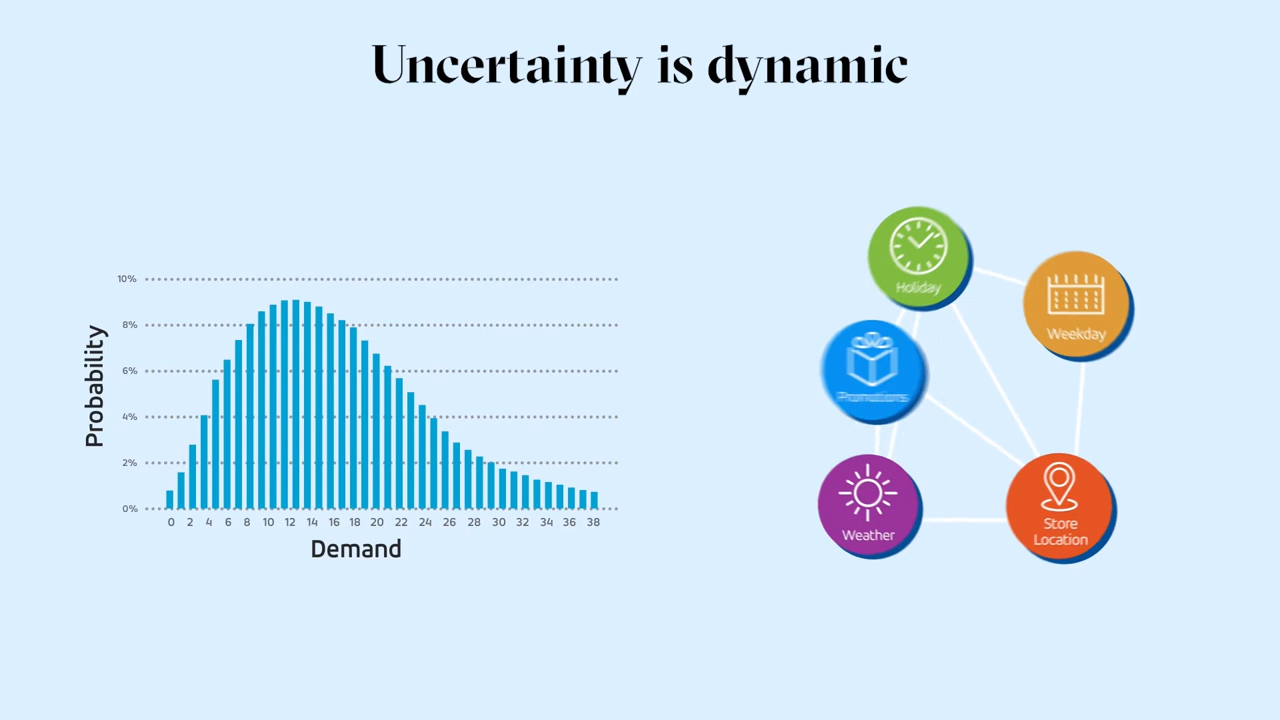 Uncertainty is dynamic
10%
8%
6%
4%
2%
0%
Probability
0 2 4 6 8 10 12 14 16 18 20 22 24 26 28 30 32 34 36 38
Demand
Holiday
Weekday
Promotions
Weather
Store
Location